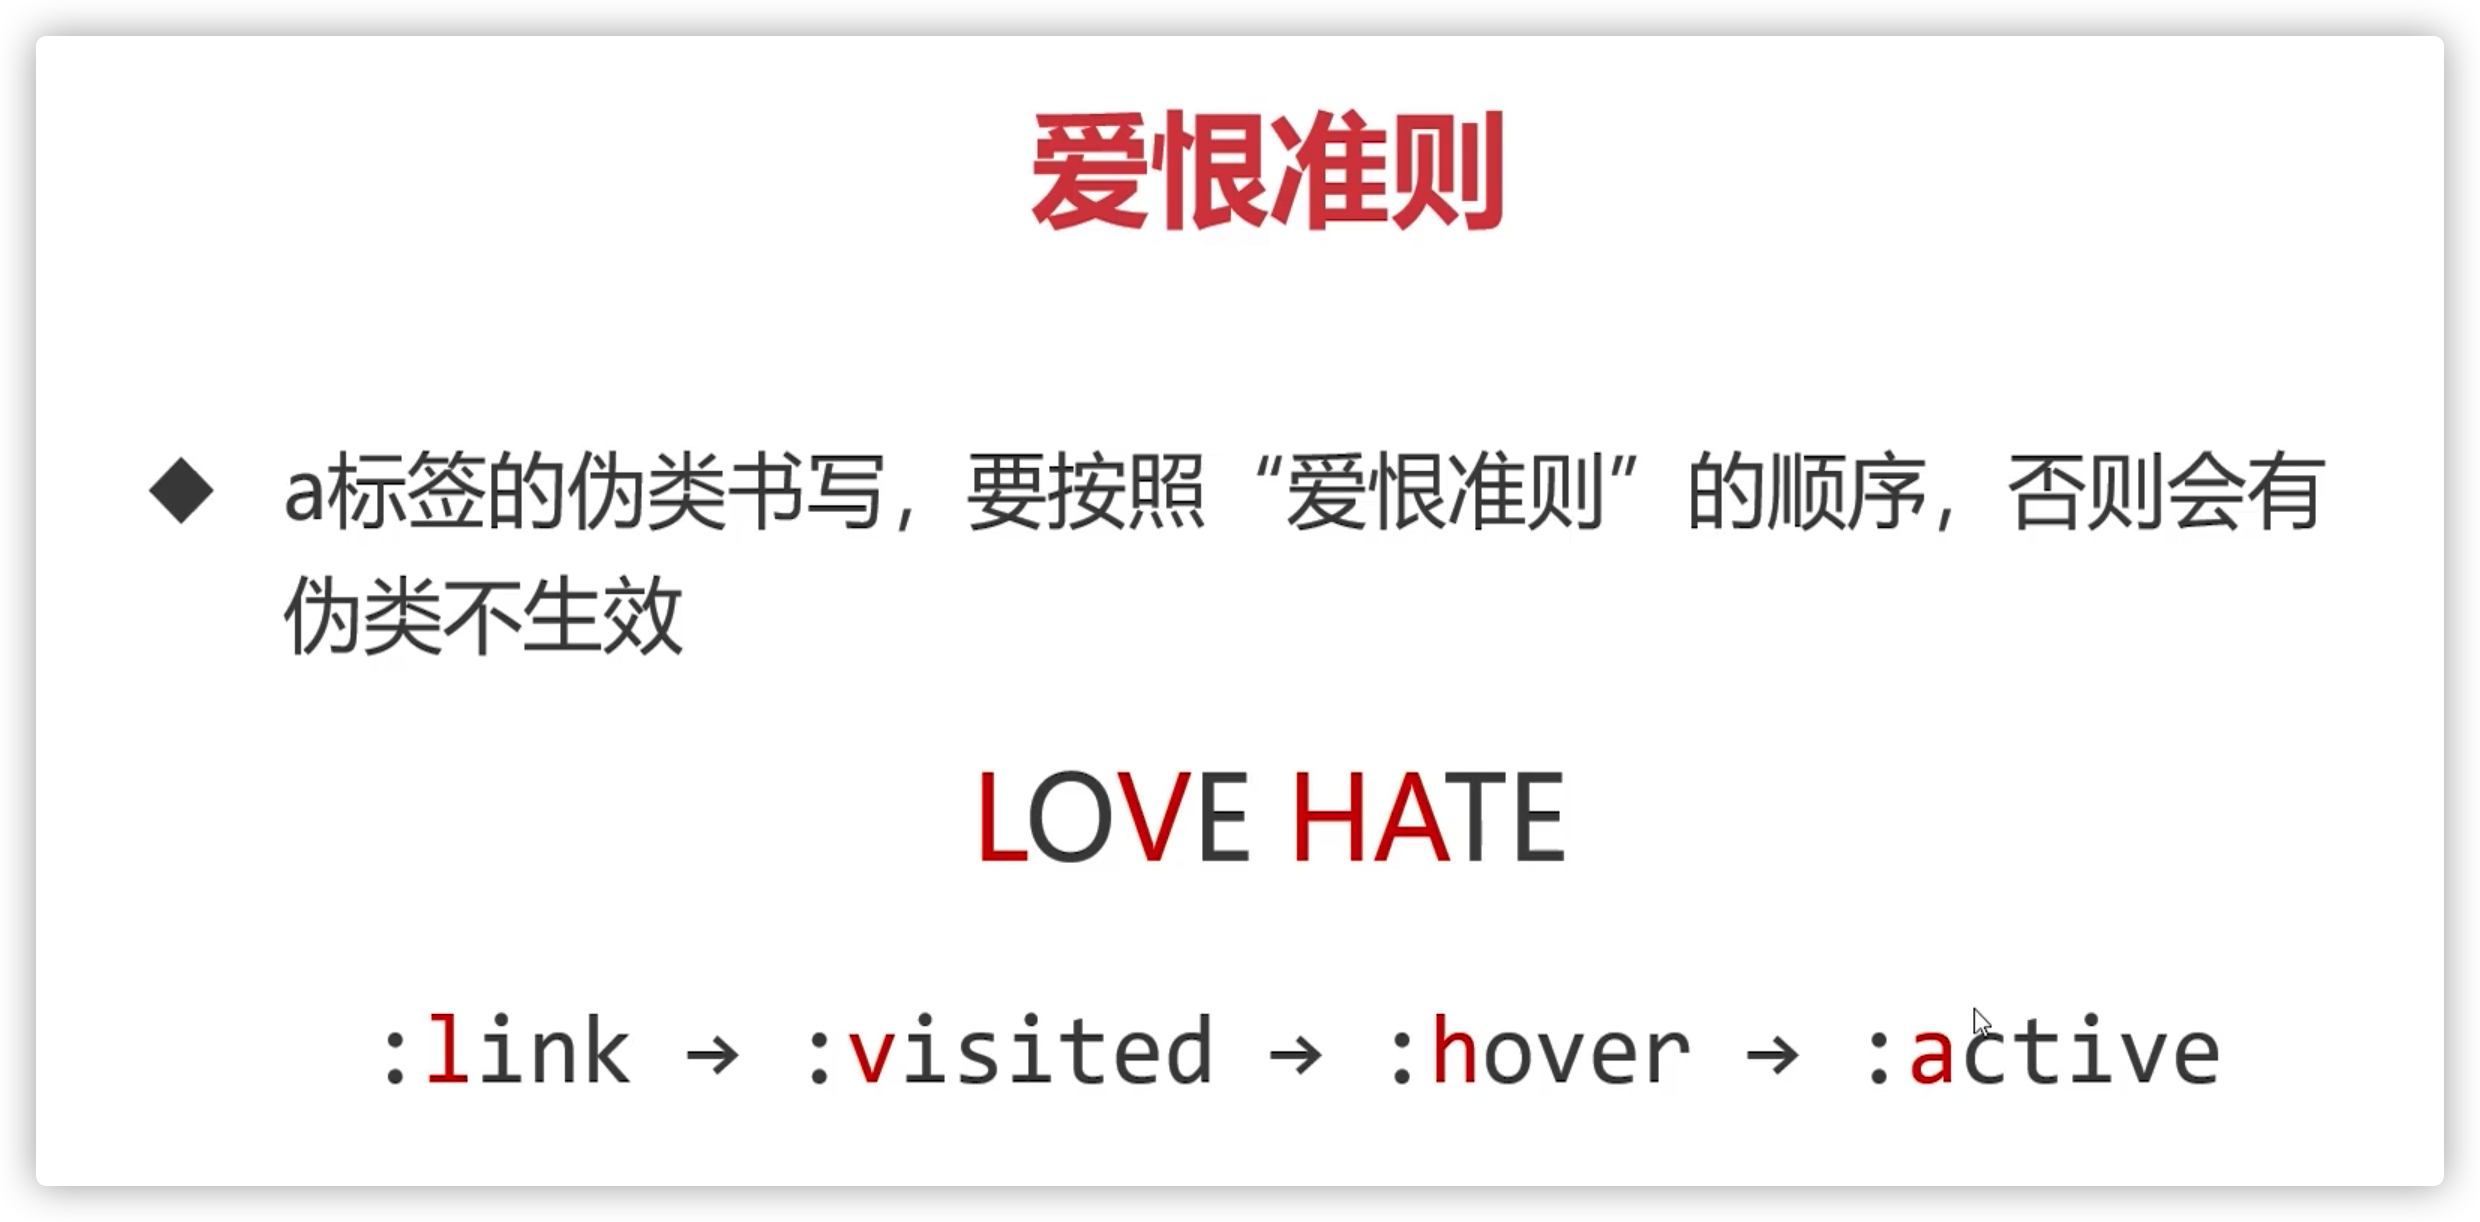 爱恨准则
◆ a标签的伪类书写，要按照“爱恨准则”的顺序，否则会有
伪类不生效
LOVE HATE
:link → :visited → :hover → :active